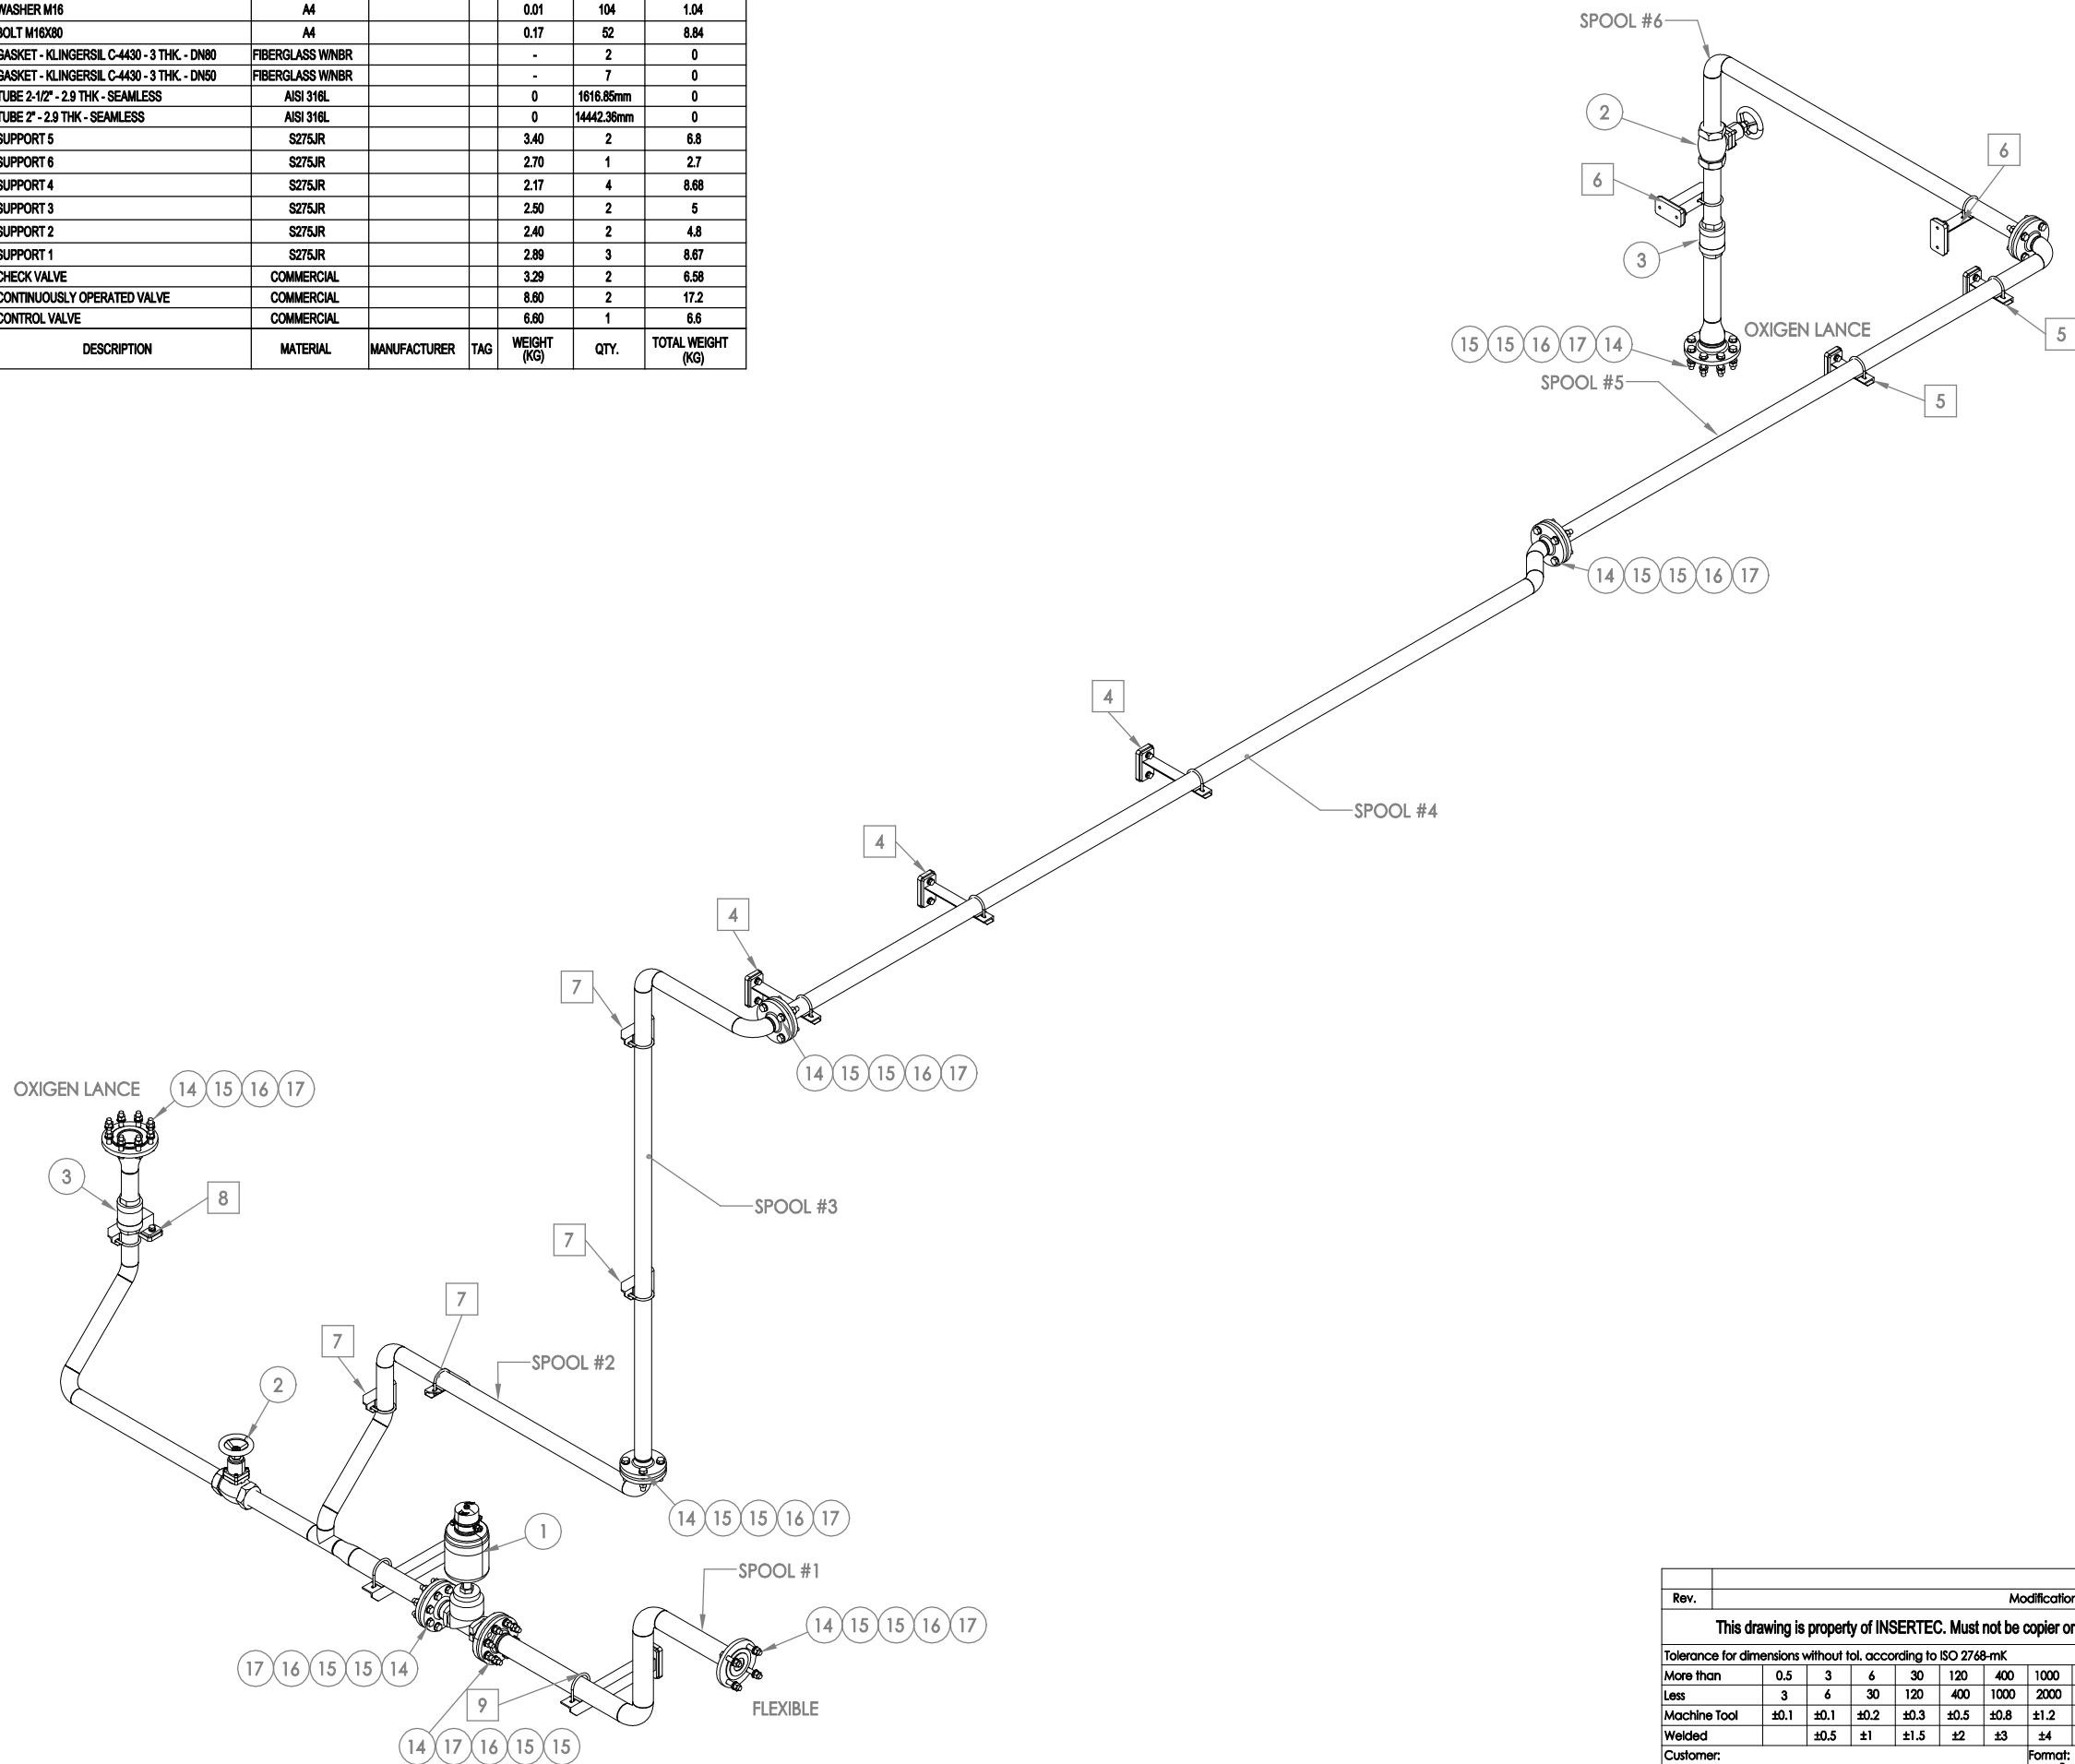 WASHER M16 A4 0.01 104 1.04
BOLT M16X80 A4 0.17 52 8.84
GASKET - KLINGERSIL C-4430 - 3 THK. - DN80 FIBERGLASS W/NBR - 2 0
GASKET - KLINGERSIL C-4430 - 3 THK. - DN50 FIBERGLASS W/NBR - 7 0
TUBE 2-1/2" - 2.9 THK - SEAMLESS AISI 316L 0 1616.85mm 0
TUBE 2" - 2.9 THK - SEAMLESS AISI 316L 0 14442.36mm 0
SUPPORT 5 S275JR 3.40 2 6.8
SUPPORT 6 S275JR 2.70 1 2.7
SUPPORT 4 S275JR 2.17 4 8.68
SUPPORT 3 S275JR 2.50 2 5
SUPPORT 2 S275JR 2.40 2 4.8
SUPPORT 1 S275JR 2.89 3 8.67
CHECK VALVE COMMERCIAL 3.29 2 6.58
CONTINUOUSLY OPERATED VALVE COMMERCIAL 8.60 2 17.2
CONTROL VALVE COMMERCIAL 6.60 1 6.6
DESCRIPTION MATERIAL MANUFACTURER TAG WEIGHT (KG) QTY. TOTAL WEIGHT (KG)
SPOOL #6
2
6
6
3
5
OXIGEN LANCE
15 15 16 17 14
SPOOL #5
5
14 15 15 16 17
4
SPOOL #4
4
4
7
14 15 15 16 17
OXIGEN LANCE
14 15 16 17
3
8
SPOOL #3
7
7
7
SPOOL #2
2
14 15 15 16 17
1
SPOOL #1
14 15 15 16 17
17 16 15 15 14
9
FLEXIBLE
14 17 16 15 15
Rev. Modification
This drawing is property of INSERTEC. Must not be copier or
Tolerance for dimensions without tol. according to ISO 2768-mK
More than 0.5 3 6 30 120 400 1000
Less 3 6 30 120 400 1000 2000
Machine Tool ±0.1 ±0.1 ±0.2 ±0.3 ±0.5 ±0.8 ±1.2
Welded ±0.5 ±1 ±1.5 ±2 ±3 ±4
Customer: Format: